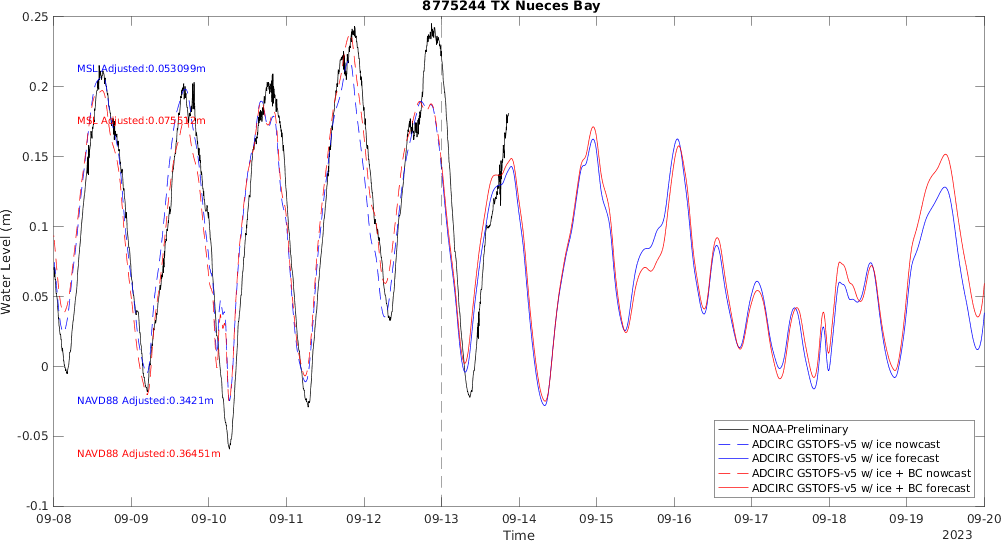 8775244 TX Nueces Bay
0.25
0.2
0.15
0.1
0.05
0
-0.05
-0.1
Water Level (m)
MSL Adjusted:0.053099m
MSL Adjusted:0.075512m
NAVD88 Adjusted:0.3421m
NAVD88 Adjusted:0.36451m
NOAA-Preliminary
ADCIRC GSTOFS-v5 w/ ice nowcast
ADCIRC GSTOFS-v5 w/ ice forecast
ADCIRC GSTOFS-v5 w/ ice + BC nowcast
ADCIRC GSTOFS-v5 w/ ice + BC forecast
09-08 09-09 09-10 09-11 09-12 09-13 09-14 09-15 09-16 09-17 09-18 09-19 09-20
Time
2023